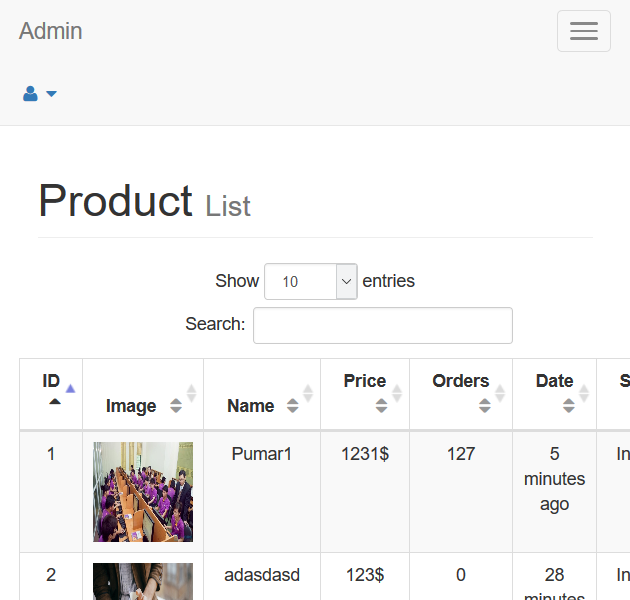 Admin
Product List
Show 10 entries
Search:
ID Image Name Price Orders Date S
1 Pumar1 1231$ 127 5 minutes ago In
2 adasdasd 123$ 0 28 minutes In